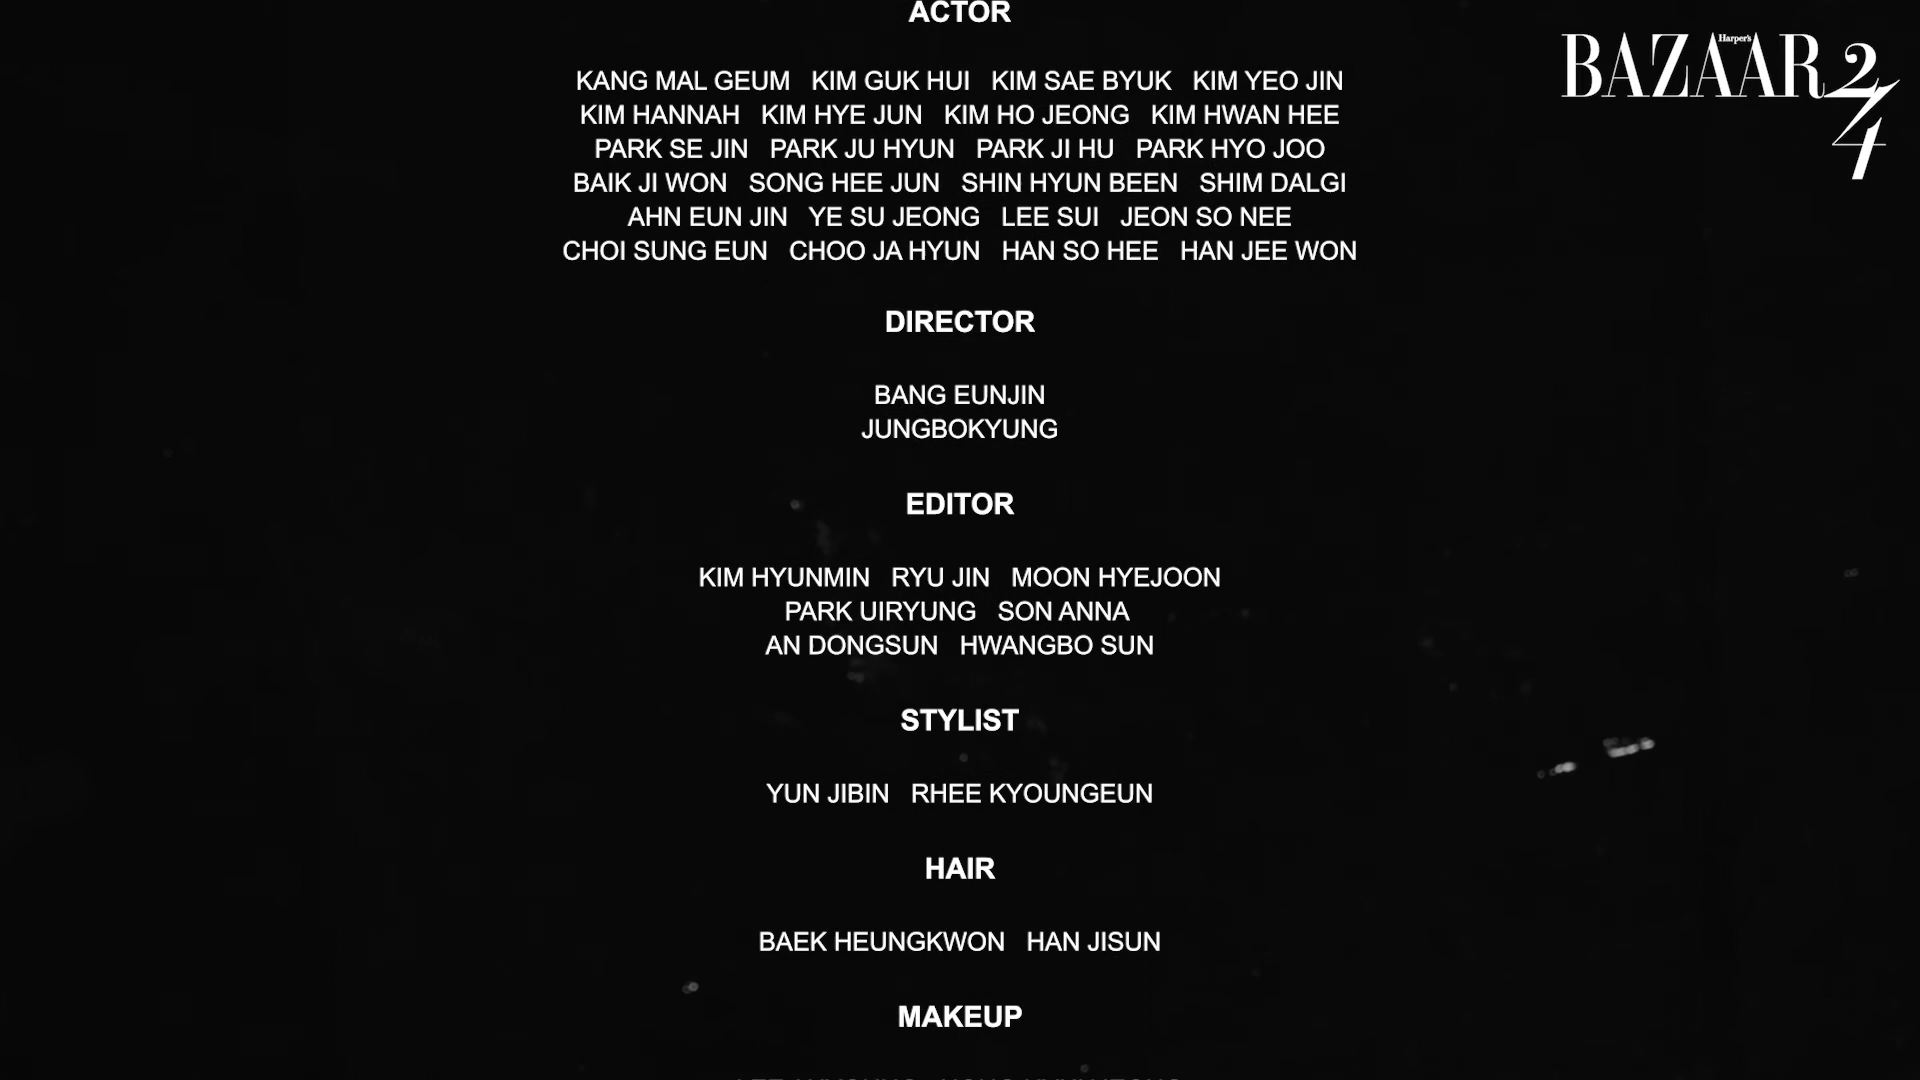 ACTOR
Harper's
BAZAAR 24
KANG MAL GEUM KIM GUK HUI KIM SAE BYUK KIM YEO JIN
KIM HANNAH KIM HYE JUN KIM HO JEONG KIM HWAN HEE
PARK SE JIN PARK JU HYUN PARK JI HU PARK HYO JOO
BAIK JI WON SONG HEE JUN SHIN HYUN BEEN SHIM DALGI
AHN EUN JIN YE SU JEONG LEE SUI JEON SO NEE
CHOI SUNG EUN CHOO JA HYUN HAN SO HEE HAN JEE WON
DIRECTOR
BANG EUNJIN
JUNGBOKYUNG
EDITOR
KIM HYUNMIN RYU JIN MOON HYEJOON
PARK UIRYUNG SON ANNA
AN DONGSUN HWANGBO SUN
STYLIST
YUN JIBIN RHEE KYOUNGEUN
HAIR
BAEK HEUNGKWON HAN JISUN
MAKEUP